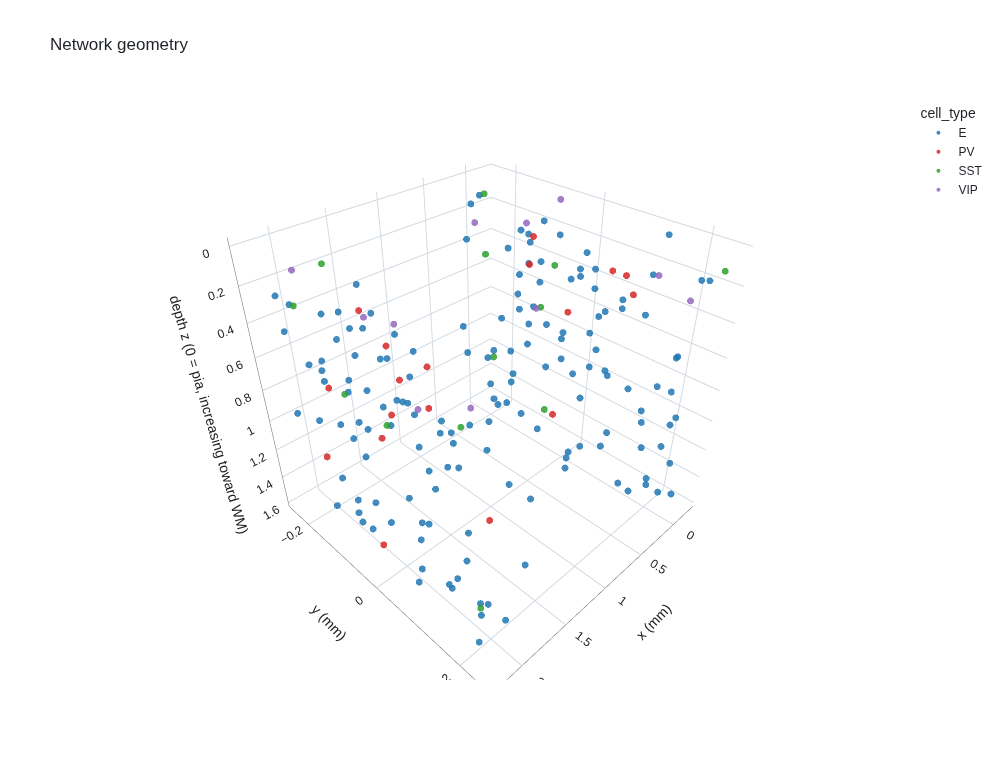 Network geometry
cell_type
E
PV
SST
VIP
0
0.2
0.4
0.6
0.8
1
1.2
1.4
1.6
depth z (0 = pia, increasing toward WM)
−0.2
0
y (mm)
0
0.5
1
1.5
x (mm)